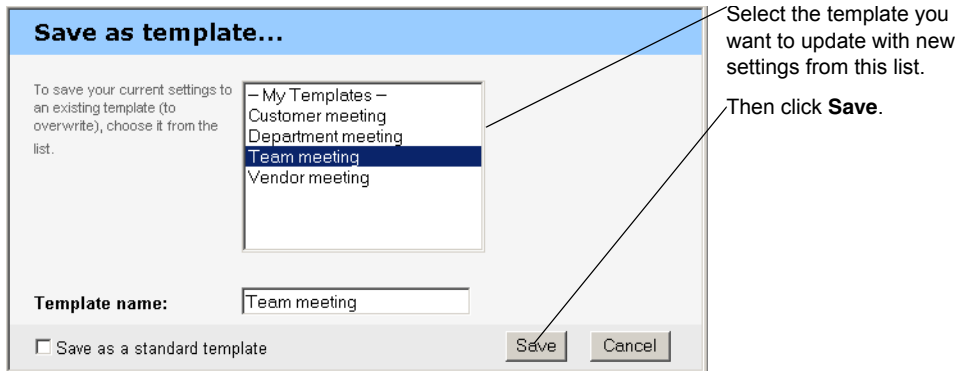 Save as template...
To save your current settings to
an existing template (to
overwrite), choose it from the
list.
– My Templates –
Customer meeting
Department meeting
Team meeting
Vendor meeting
Template name:
Team meeting
Save as a standard template
Save
Cancel
Select the template you
want to update with new
settings from this list.
Then click Save.